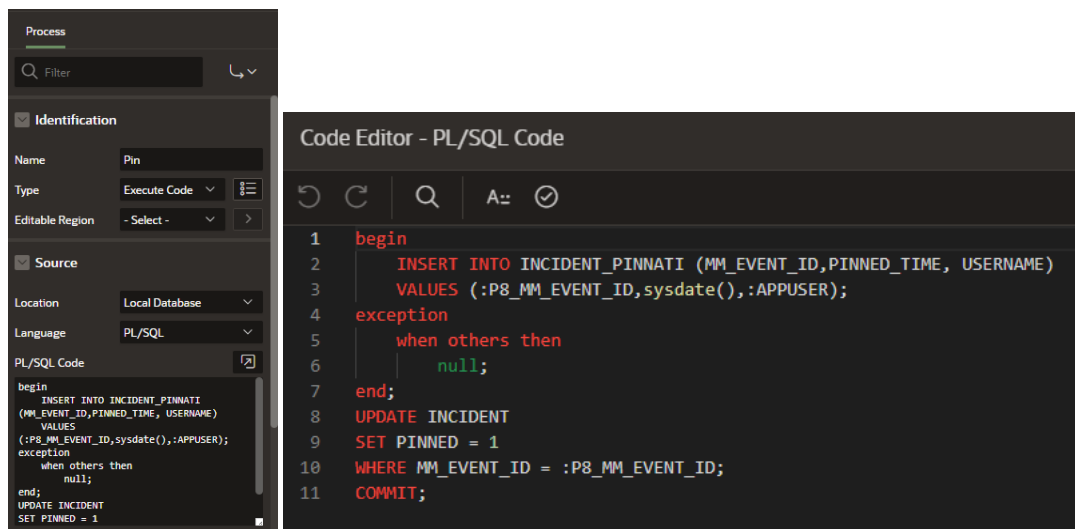 Process
Filter
Identification
Name Pin
Type Execute Code
Editable Region - Select -
Source
Location Local Database
Language PL/SQL
PL/SQL Code
begin
INSERT INTO INCIDENT_PINNATI
(MM_EVENT_ID,PINNED_TIME, USERNAME)
VALUES
(:P8_MM_EVENT_ID,sysdate(),:APPUSER);
exception
when others then
null;
end;
UPDATE INCIDENT
SET PINNED = 1
Code Editor - PL/SQL Code
A::
1 begin
2 INSERT INTO INCIDENT_PINNATI (MM_EVENT_ID,PINNED_TIME, USERNAME)
3 VALUES (:P8_MM_EVENT_ID,sysdate(),:APPUSER);
4 exception
5 when others then
6 null;
7 end;
8 UPDATE INCIDENT
9 SET PINNED = 1
10 WHERE MM_EVENT_ID = :P8_MM_EVENT_ID;
11 COMMIT;